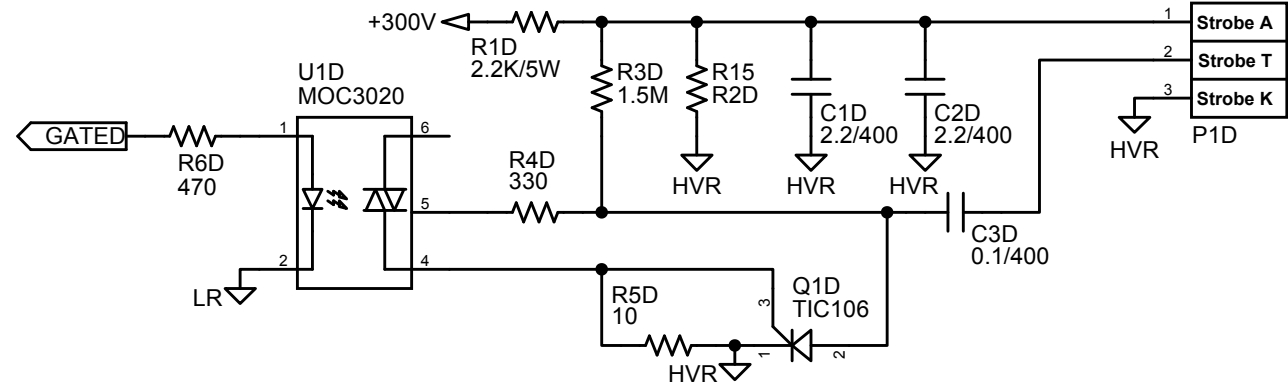 +300V
R1D
2.2K/5W
1
Strobe A
2
Strobe T
3
Strobe K
P1D
HVR
U1D
MOC3020
R3D
1.5M
R15
R2D
C1D
2.2/400
C2D
2.2/400
HVR
HVR
HVR
GATED
R6D
470
1
6
5
2
4
LR
R4D
330
C3D
0.1/400
R5D
10
3
Q1D
TIC106
1
2
HVR